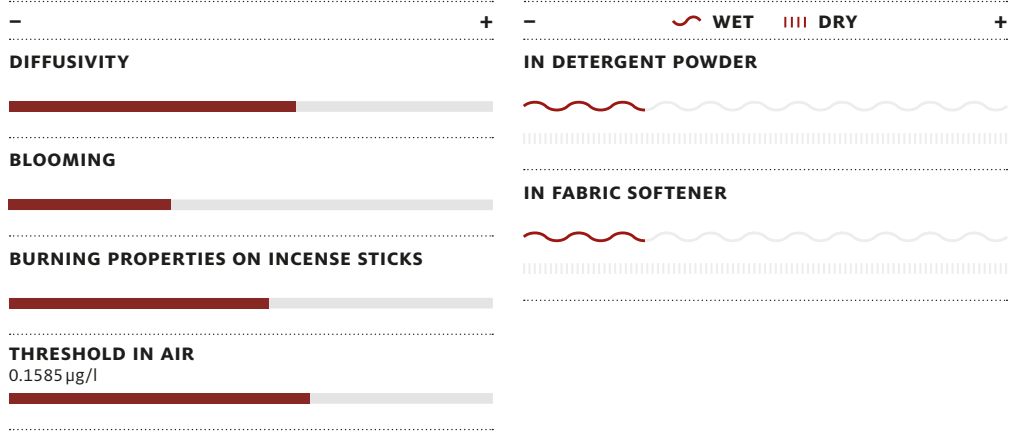 – +
DIFFUSIVITY
BLOOMING
BURNING PROPERTIES ON INCENSE STICKS
THRESHOLD IN AIR
0.1585 µg/l
– WET DRY +
IN DETERGENT POWDER
IN FABRIC SOFTENER